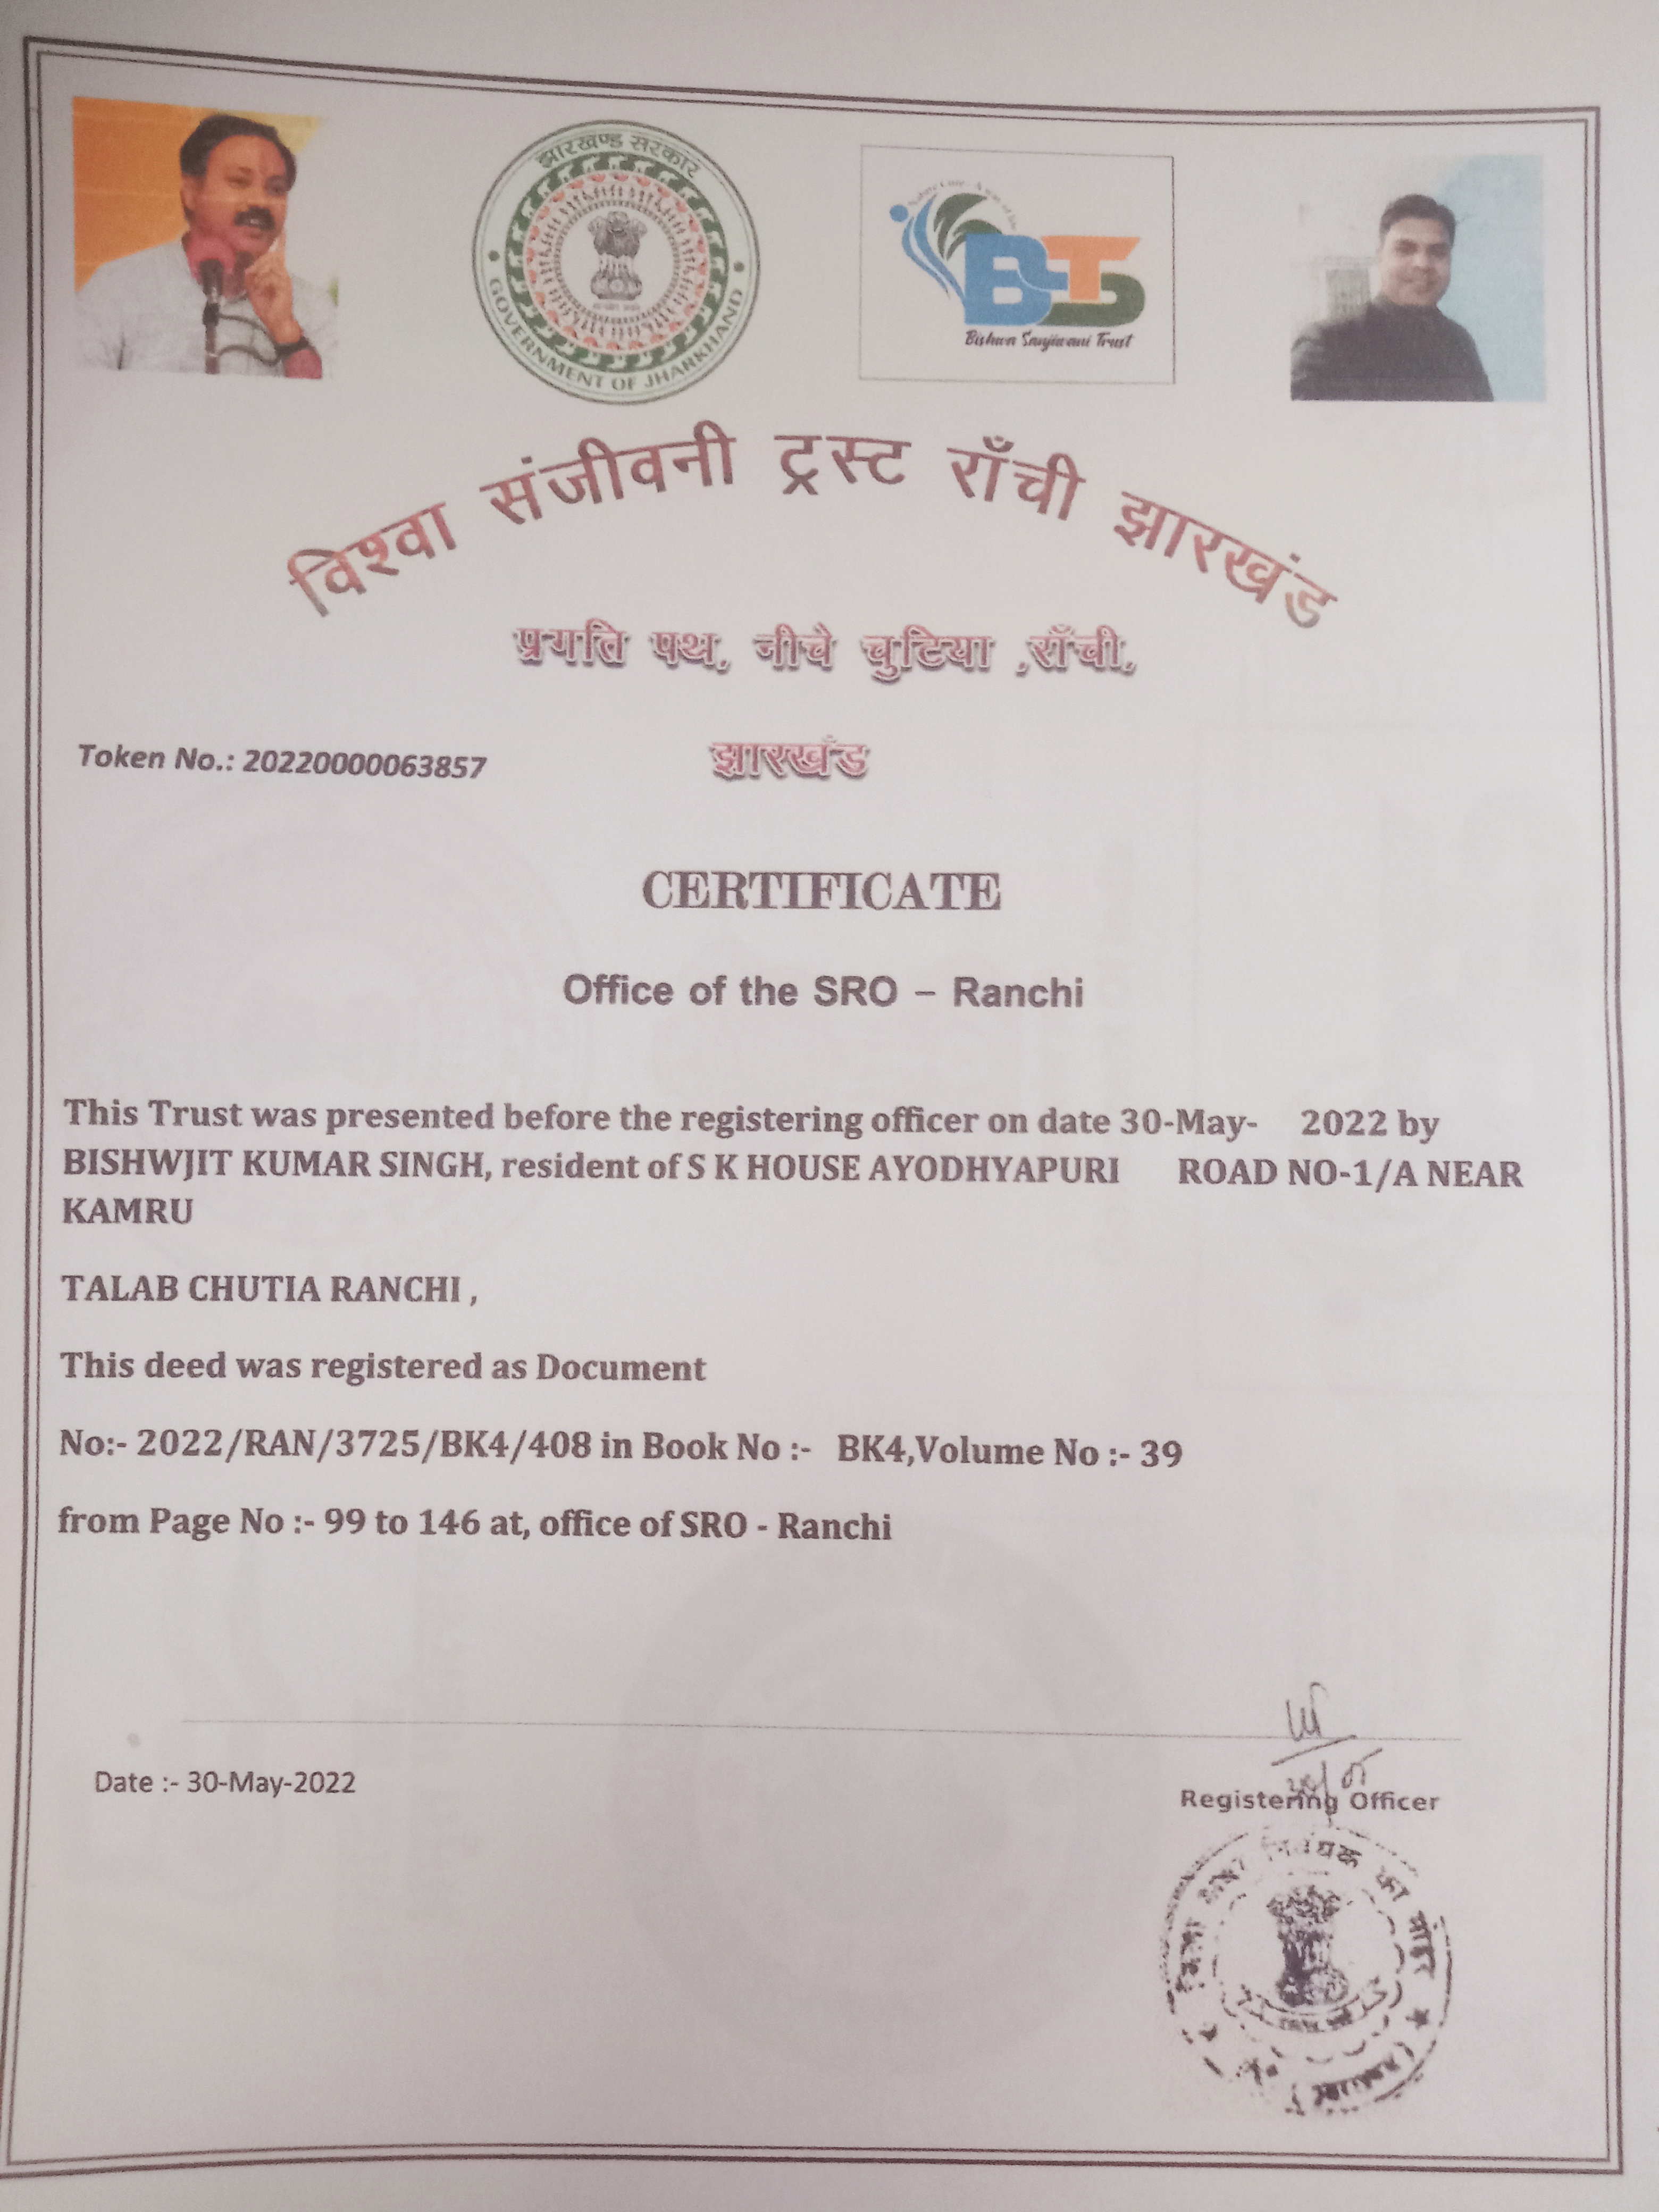 झारखण्ड सरकार
GOVERNMENT OF JHARKHAND
BTS
Bishwa Sanjiwani Trust
विश्वा संजीवनी ट्रस्ट राँची झारखंड
प्रगति पथ, नीचे चुटिया ,राँची,
झारखंड
Token No.: 20220000063857
CERTIFICATE
Office of the SRO – Ranchi
This Trust was presented before the registering officer on date 30-May- 2022 by
BISHWJIT KUMAR SINGH, resident of S K HOUSE AYODHYAPURI ROAD NO-1/A NEAR
KAMRU
TALAB CHUTIA RANCHI ,
This deed was registered as Document
No:- 2022/RAN/3725/BK4/408 in Book No :- BK4,Volume No :- 39
from Page No :- 99 to 146 at, office of SRO - Ranchi
Date :- 30-May-2022
Registering Officer